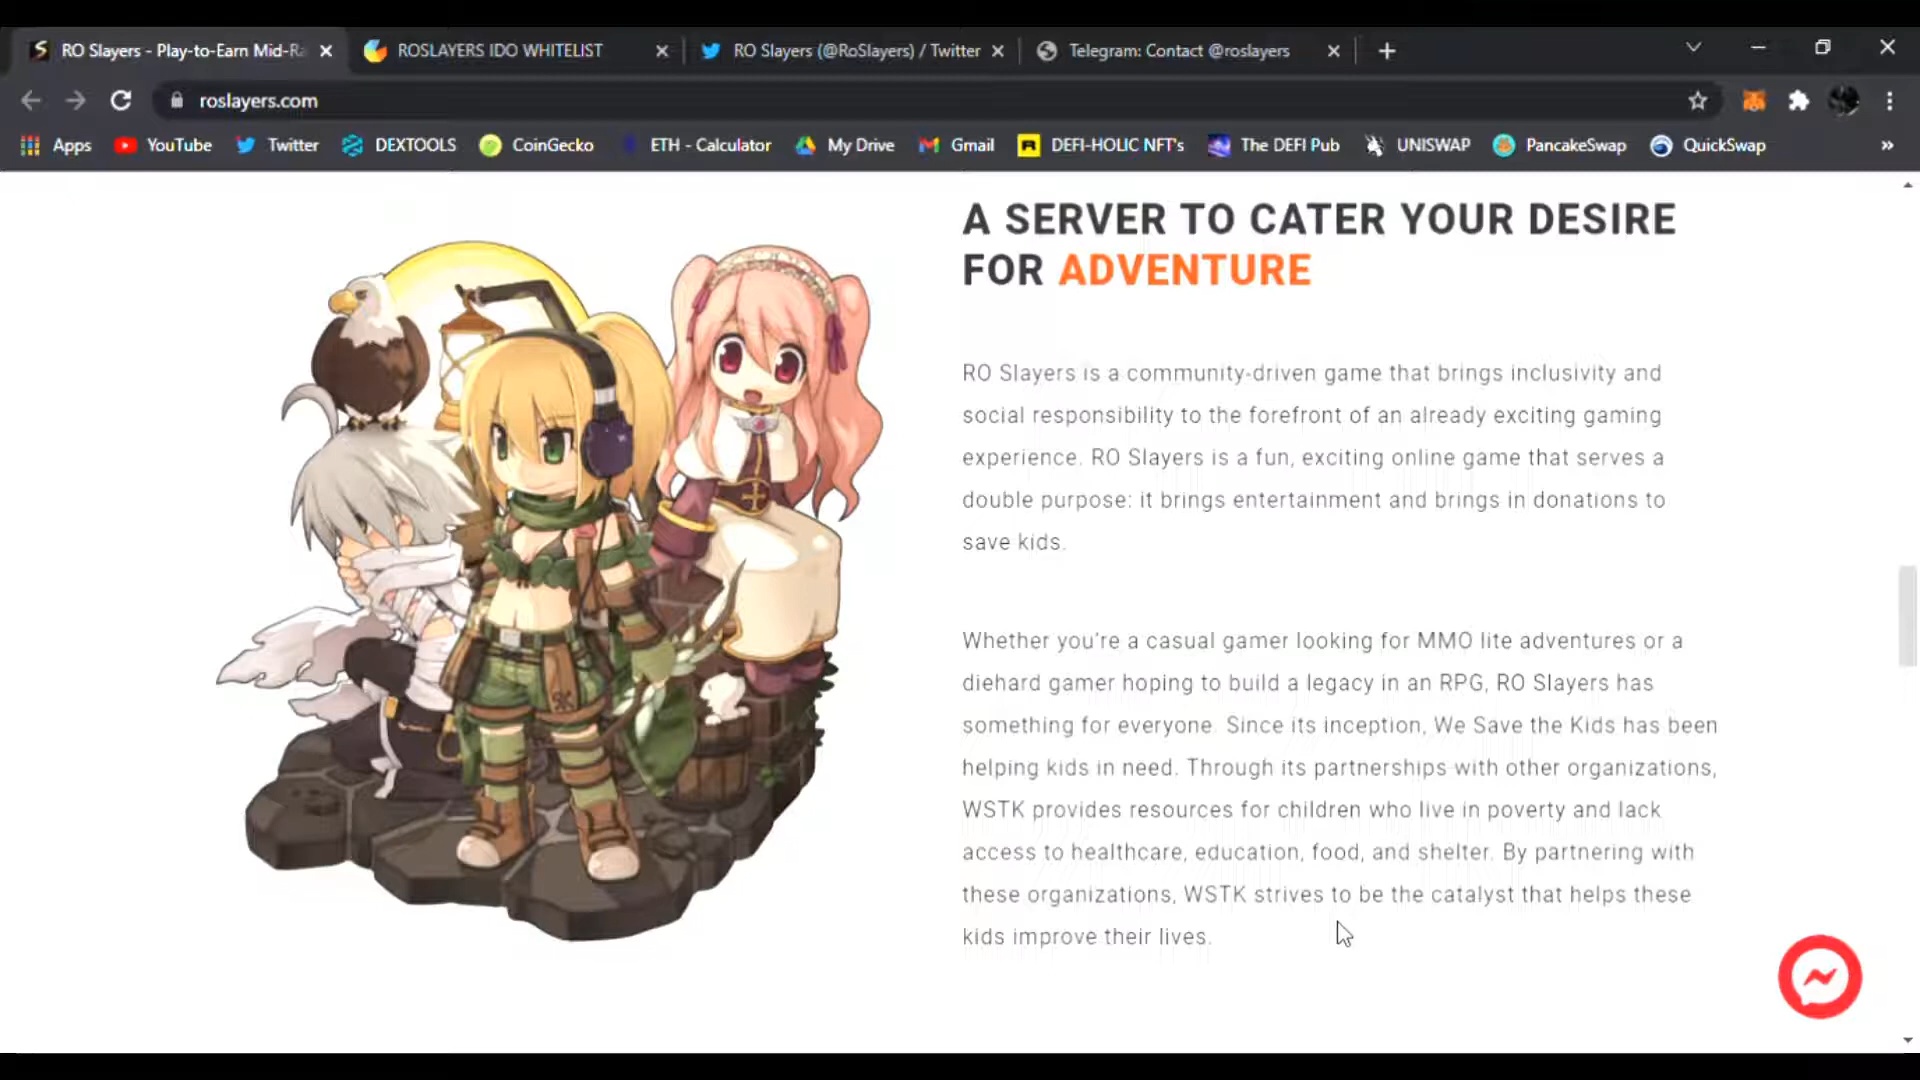 RO Slayers - Play-to-Earn Mid-Ra
ROSLAYERS IDO WHITELIST
RO Slayers (@RoSlayers) / Twitter
Telegram: Contact @roslayers
roslayers.com
Apps
YouTube
Twitter
DEXTOOLS
CoinGecko
ETH - Calculator
My Drive
Gmail
DEFI-HOLIC NFT's
The DEFI Pub
UNISWAP
PancakeSwap
QuickSwap
A SERVER TO CATER YOUR DESIRE
FOR ADVENTURE
RO Slayers is a community-driven game that brings inclusivity and
social responsibility to the forefront of an already exciting gaming
experience. RO Slayers is a fun, exciting online game that serves a
double purpose: it brings entertainment and brings in donations to
save kids.
Whether you're a casual gamer looking for MMO lite adventures or a
diehard gamer hoping to build a legacy in an RPG, RO Slayers has
something for everyone. Since its inception, We Save the Kids has been
helping kids in need. Through its partnerships with other organizations,
WSTK provides resources for children who live in poverty and lack
access to healthcare, education, food, and shelter. By partnering with
these organizations, WSTK strives to be the catalyst that helps these
kids improve their lives.